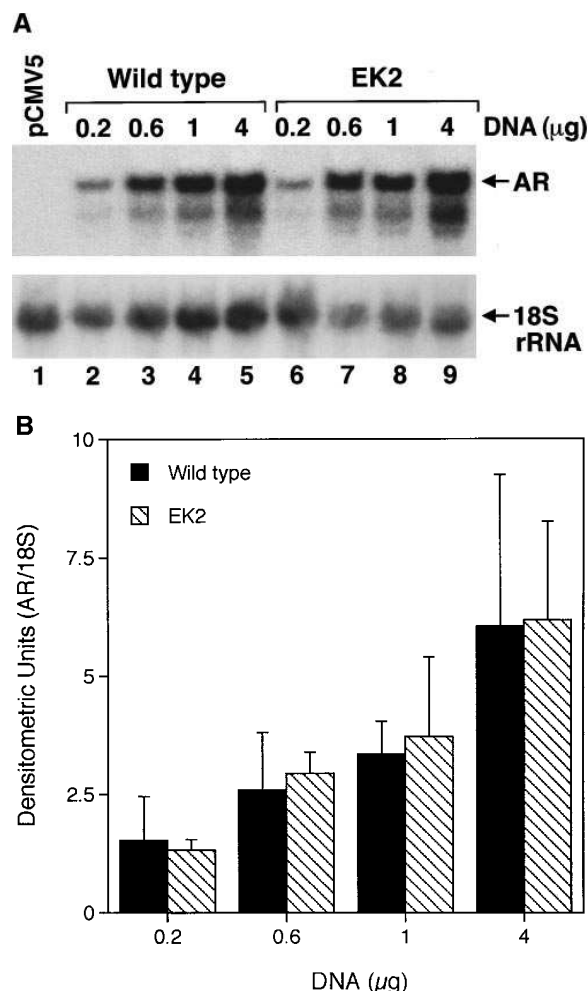 A
pCMV5
Wild type
EK2
0.2 0.6 1 4 0.2 0.6 1 4 DNA (μg)
AR
18S
rRNA
1 2 3 4 5 6 7 8 9
B
10
Wild type
EK2
7.5
5
2.5
0
Densitometric Units (AR/18S)
0.2 0.6 1 4
DNA (μg)